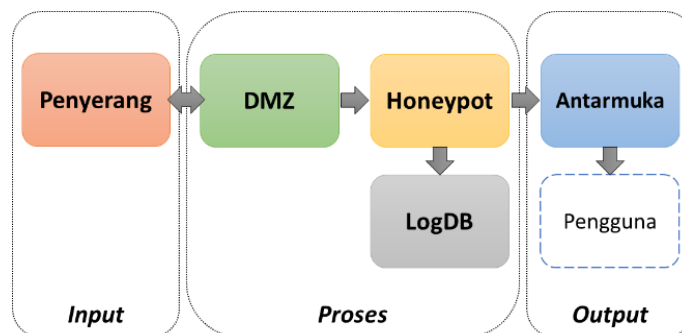 Penyerang
DMZ
Honeypot
Antarmuka
LogDB
Pengguna
Input
Proses
Output